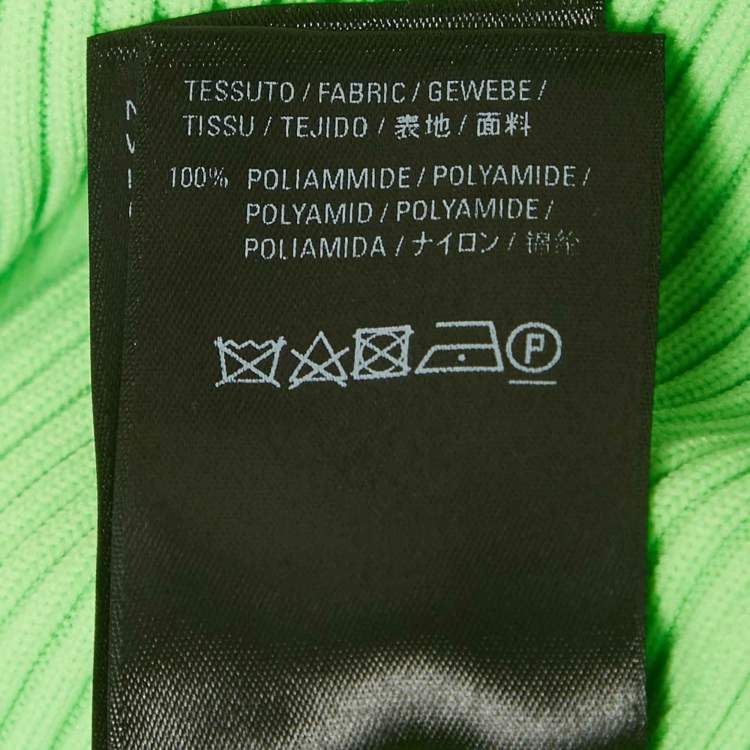 TESSUTO / FABRIC / GEWEBE /
TISSU / TEJIDO / 表地 / 面料
100% POLIAMMIDE / POLYAMIDE /
POLYAMID / POLYAMIDE /
POLIAMIDA / ナイロン / 锦纶
P